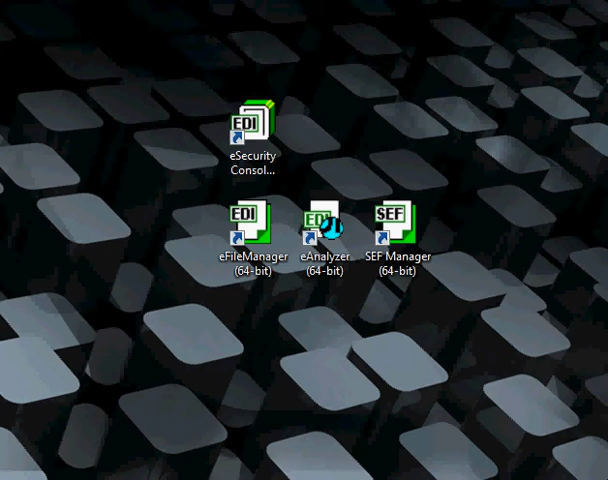 EDI
eSecurity
Consol...
EDI
eFileManager
(64-bit)
EDI
eAnalyzer
(64-bit)
SEF
SEF Manager
(64-bit)